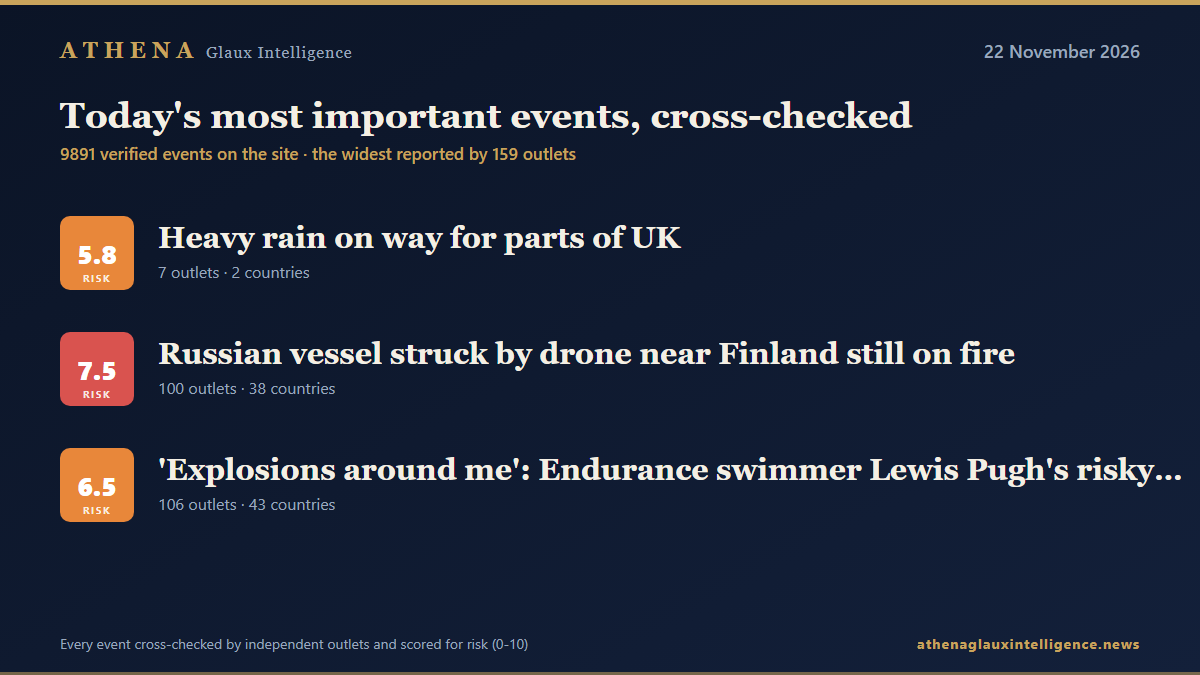 ATHENA Glaux Intelligence
22 November 2026
Today's most important events, cross-checked
9891 verified events on the site · the widest reported by 159 outlets
5.8
RISK
Heavy rain on way for parts of UK
7 outlets · 2 countries
7.5
RISK
Russian vessel struck by drone near Finland still on fire
100 outlets · 38 countries
6.5
RISK
'Explosions around me': Endurance swimmer Lewis Pugh's risky...
106 outlets · 43 countries
Every event cross-checked by independent outlets and scored for risk (0-10)
athenaglauxintelligence.news